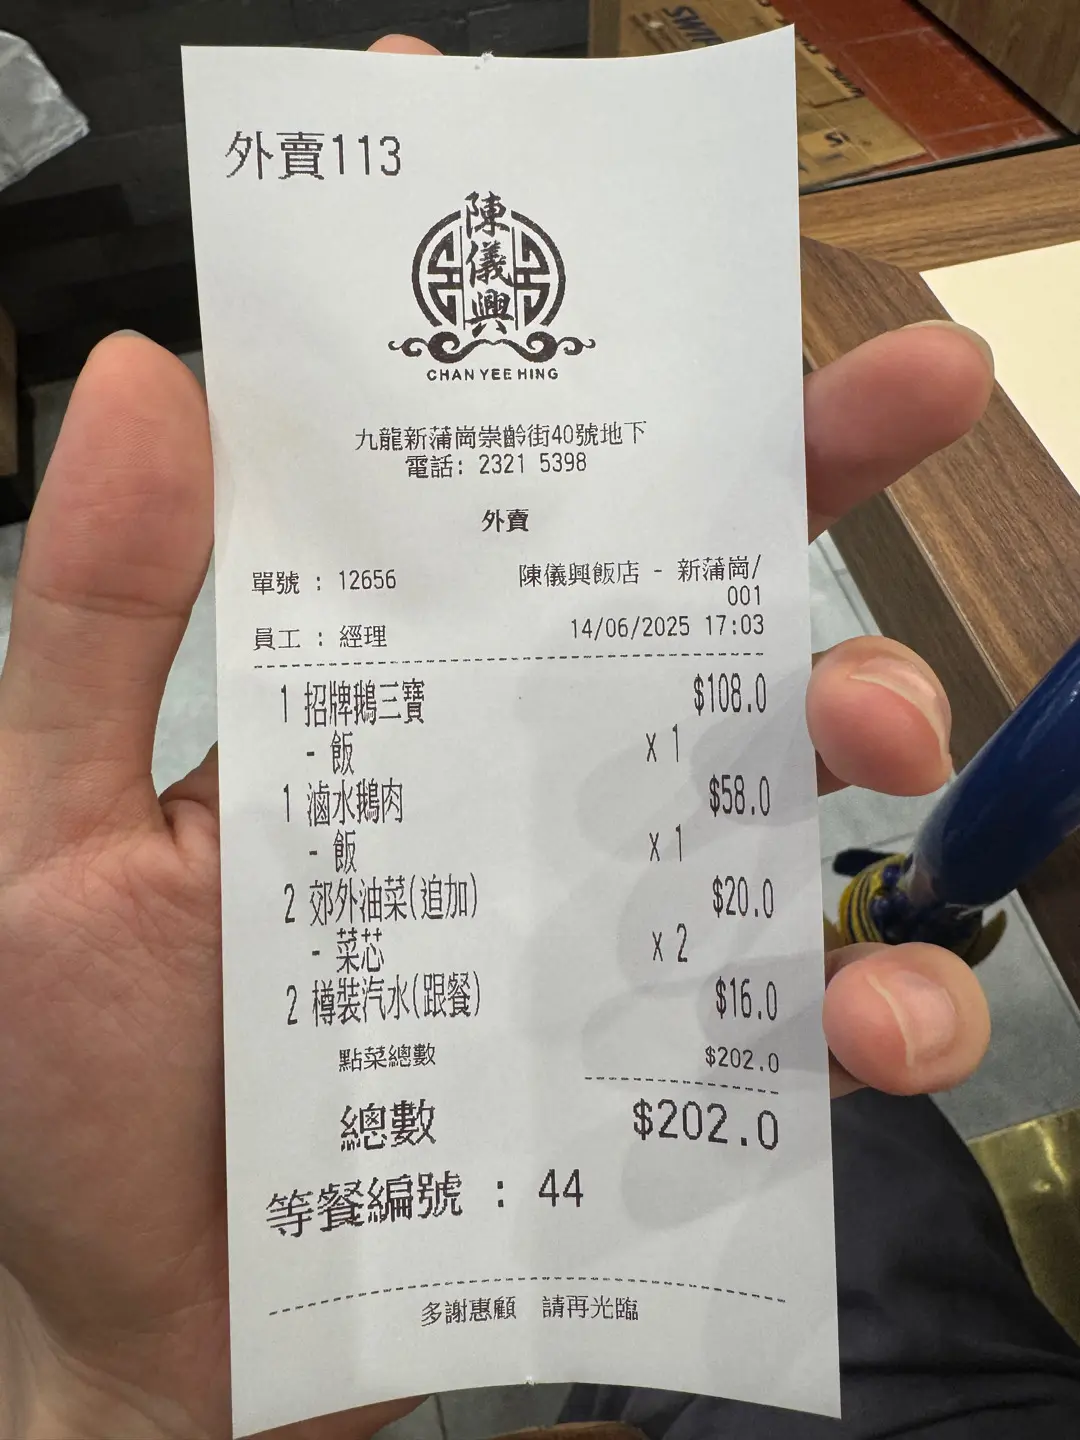 外賣113
陳儀興
CHAN YEE HING
九龍新蒲崗崇齡街40號地下
電話: 2321 5398
外賣
單號 : 12656 陳儀興飯店 - 新蒲崗/
001
員工 : 經理 14/06/2025 17:03
1 招牌鵝三寶 $108.0
- 飯 x 1
1 滷水鵝肉 $58.0
- 飯 x 1
2 郊外油菜(追加) $20.0
- 菜芯 x 2
2 樽裝汽水(跟餐) $16.0
點菜總數 $202.0
總數 $202.0
等餐編號 : 44
多謝惠顧 請再光臨